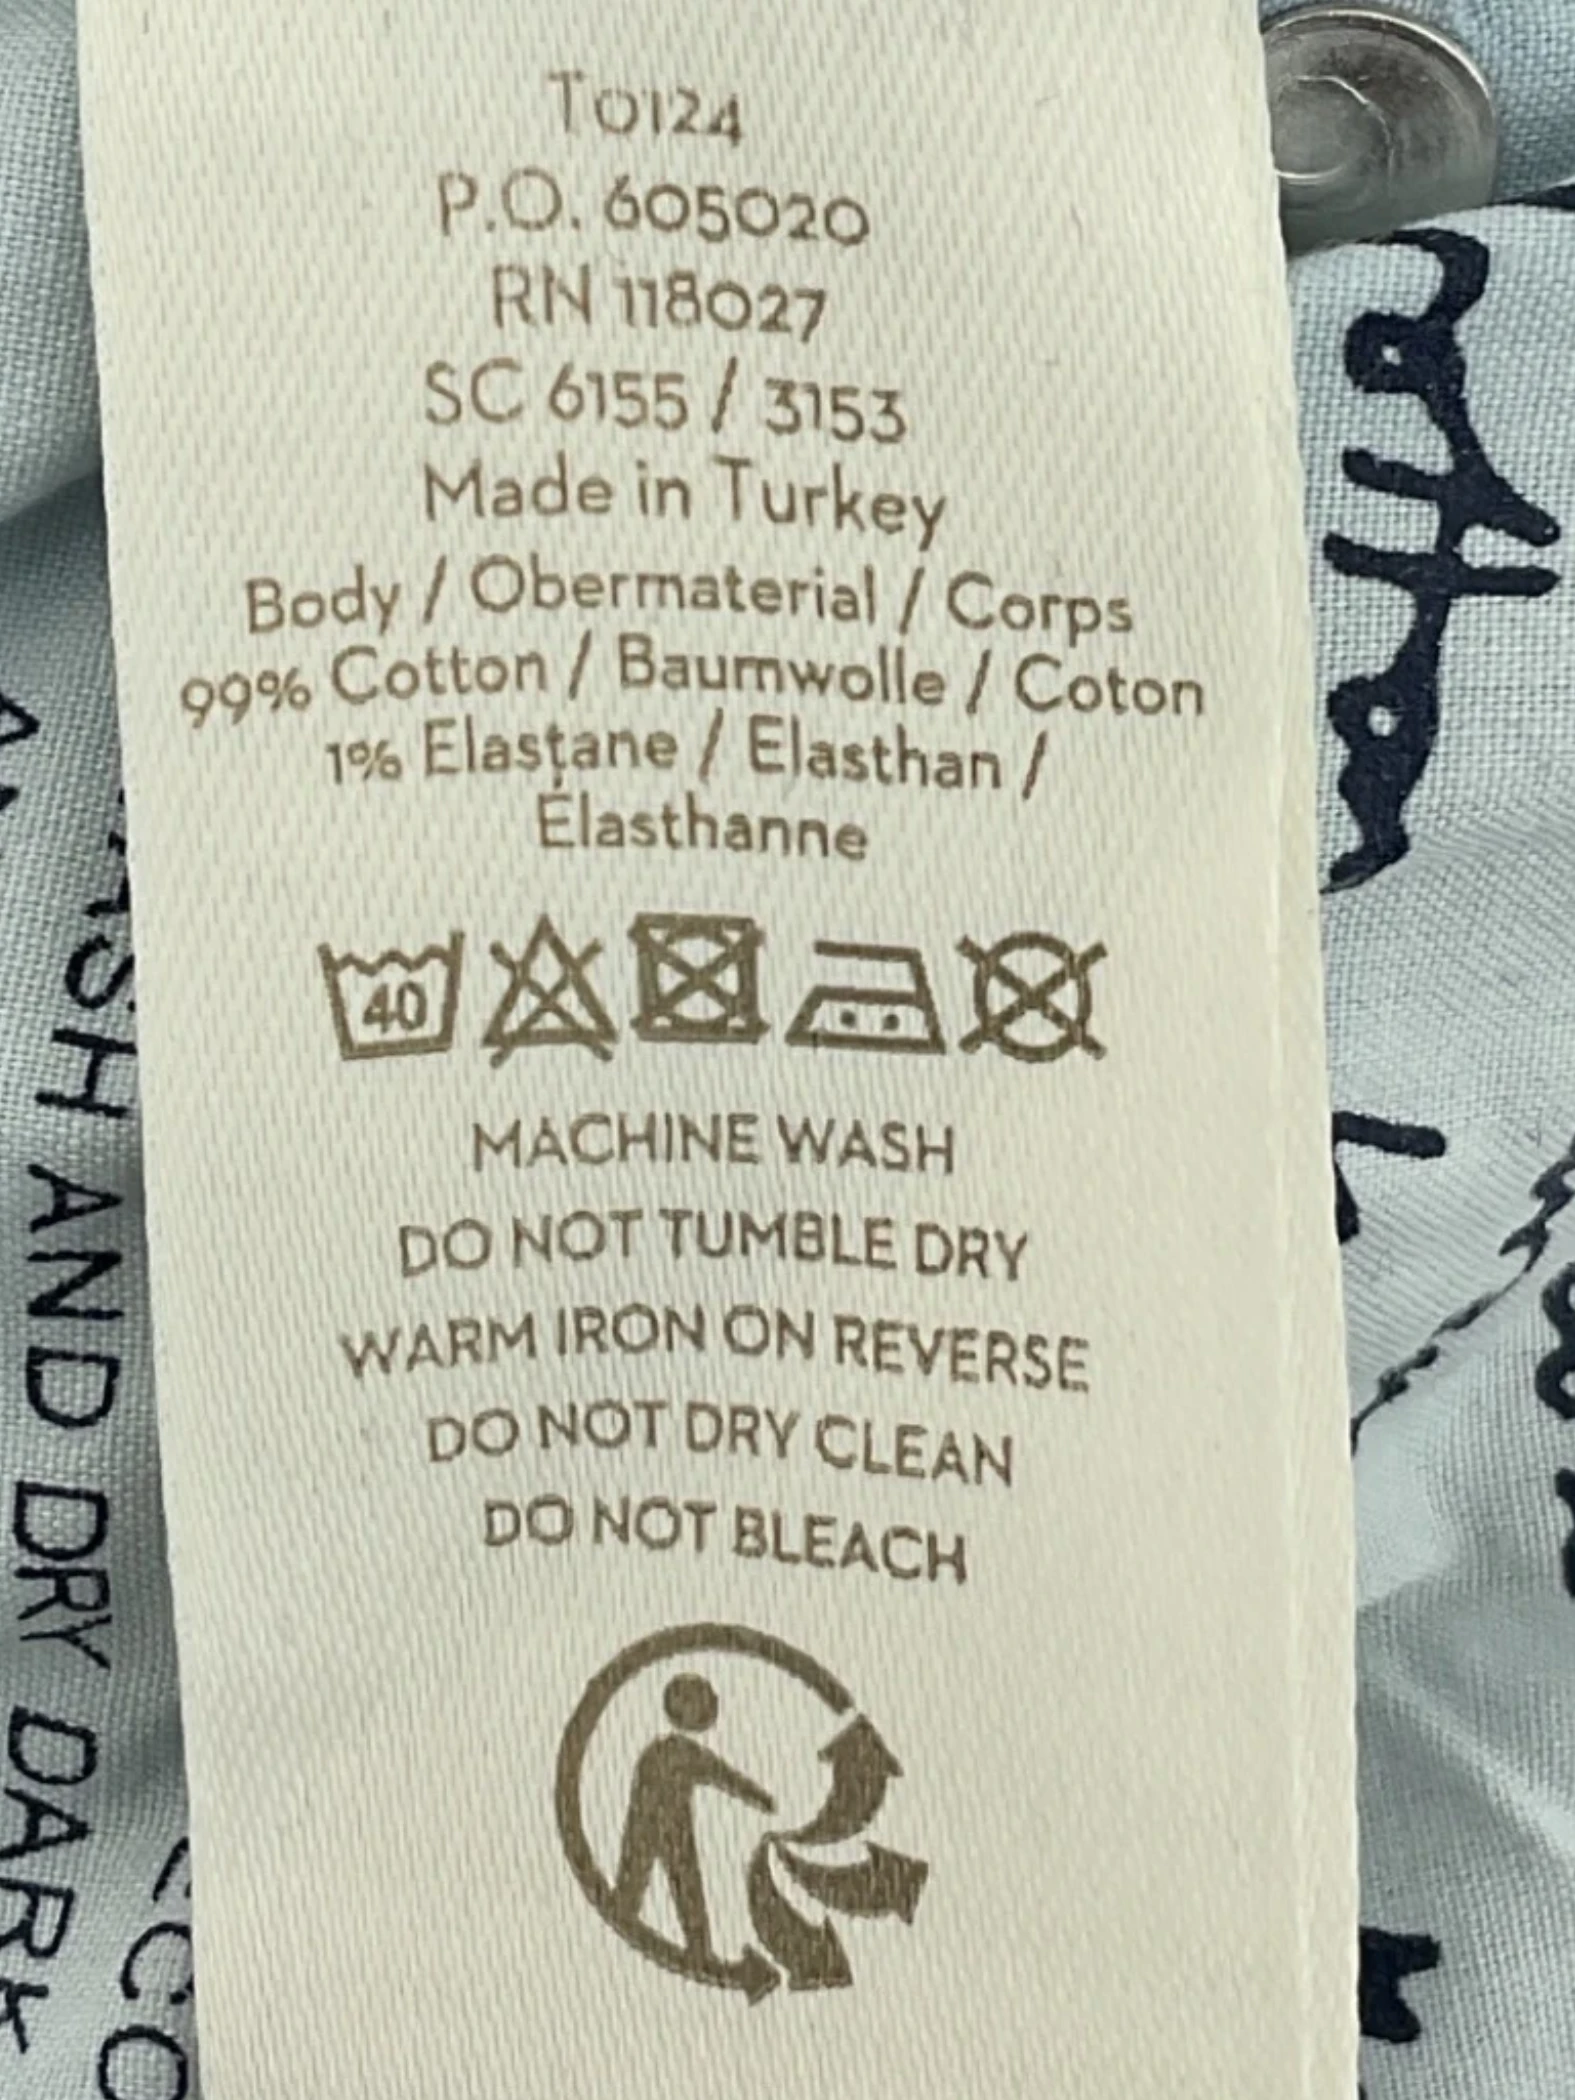 T0124
P.O. 605020
RN 118027
SC 6155 / 3153
Made in Turkey
Body / Obermaterial / Corps
99% Cotton / Baumwolle / Coton
1% Elastane / Elasthan /
Élasthanne
40
MACHINE WASH
DO NOT TUMBLE DRY
WARM IRON ON REVERSE
DO NOT DRY CLEAN
DO NOT BLEACH
AND DRY DARK